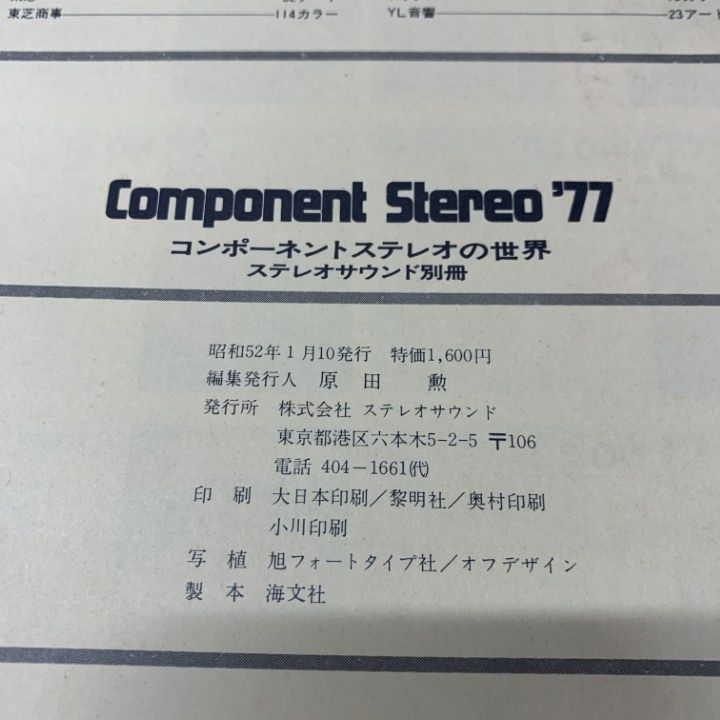 東芝商事 114カラー
YL音響 23アート
Component Stereo '77
コンポーネントステレオの世界
ステレオサウンド別冊
昭和52年1月10発行 特価1,600円
編集発行人 原田 勲
発行所 株式会社 ステレオサウンド
東京都港区六本木5-2-5 〒106
電話 404-1661㈹
印刷 大日本印刷/黎明社/奥村印刷
小川印刷
写植 旭フォートタイプ社/オフデザイン
製本 海文社